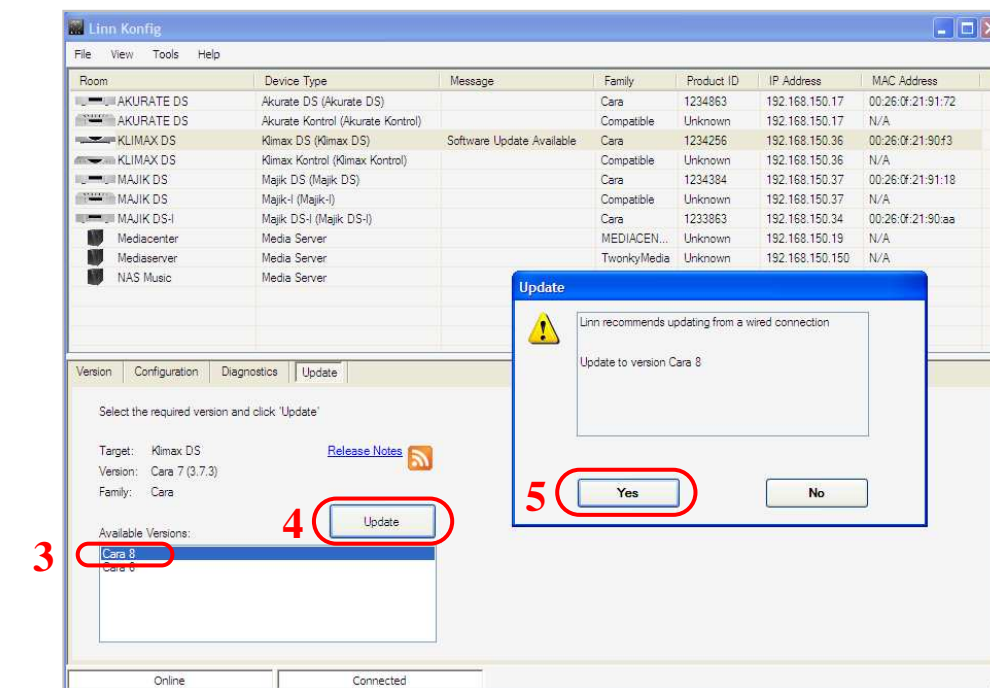 Linn Konfig
File View Tools Help
Room Device Type Message Family Product ID IP Address MAC Address
AKURATE DS Akurate DS (Akurate DS) Cara 1234863 192.168.150.17 00:26:0f:21:91:72
AKURATE DS Akurate Kontrol (Akurate Kontrol) Compatible Unknown 192.168.150.17 N/A
KLIMAX DS Klimax DS (Klimax DS) Software Update Available Cara 1234256 192.168.150.36 00:26:0f:21:90:f3
KLIMAX DS Klimax Kontrol (Klimax Kontrol) Compatible Unknown 192.168.150.36 N/A
MAJIK DS Majik DS (Majik DS) Cara 1234384 192.168.150.37 00:26:0f:21:91:18
MAJIK DS Majik-I (Majik-I) Compatible Unknown 192.168.150.37 N/A
MAJIK DS-I Majik DS-I (Majik DS-I) Cara 1233863 192.168.150.34 00:26:0f:21:90:aa
Mediacenter Media Server MEDIACEN... Unknown 192.168.150.19 N/A
Mediaserver Media Server TwonkyMedia Unknown 192.168.150.150 N/A
NAS Music Media Server
Update
Linn recommends updating from a wired connection
Update to version Cara 8
5 Yes No
Version Configuration Diagnostics Update
Select the required version and click 'Update'
Target: Klimax DS Release Notes
Version: Cara 7 (3.7.3)
Family: Cara
4 Update
Available Versions:
3 Cara 8
Cara 6
Online Connected